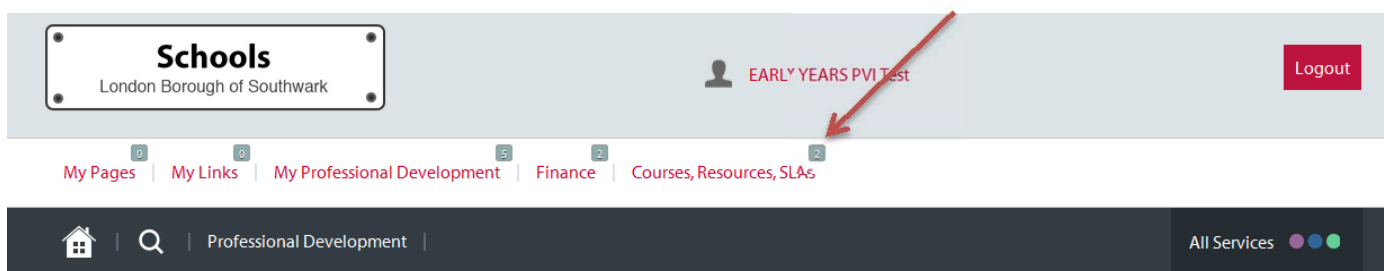 Schools
London Borough of Southwark
EARLY YEARS PVI Test
Logout
0 0 5 2 2
My Pages | My Links | My Professional Development | Finance | Courses, Resources, SLAs
Professional Development
All Services